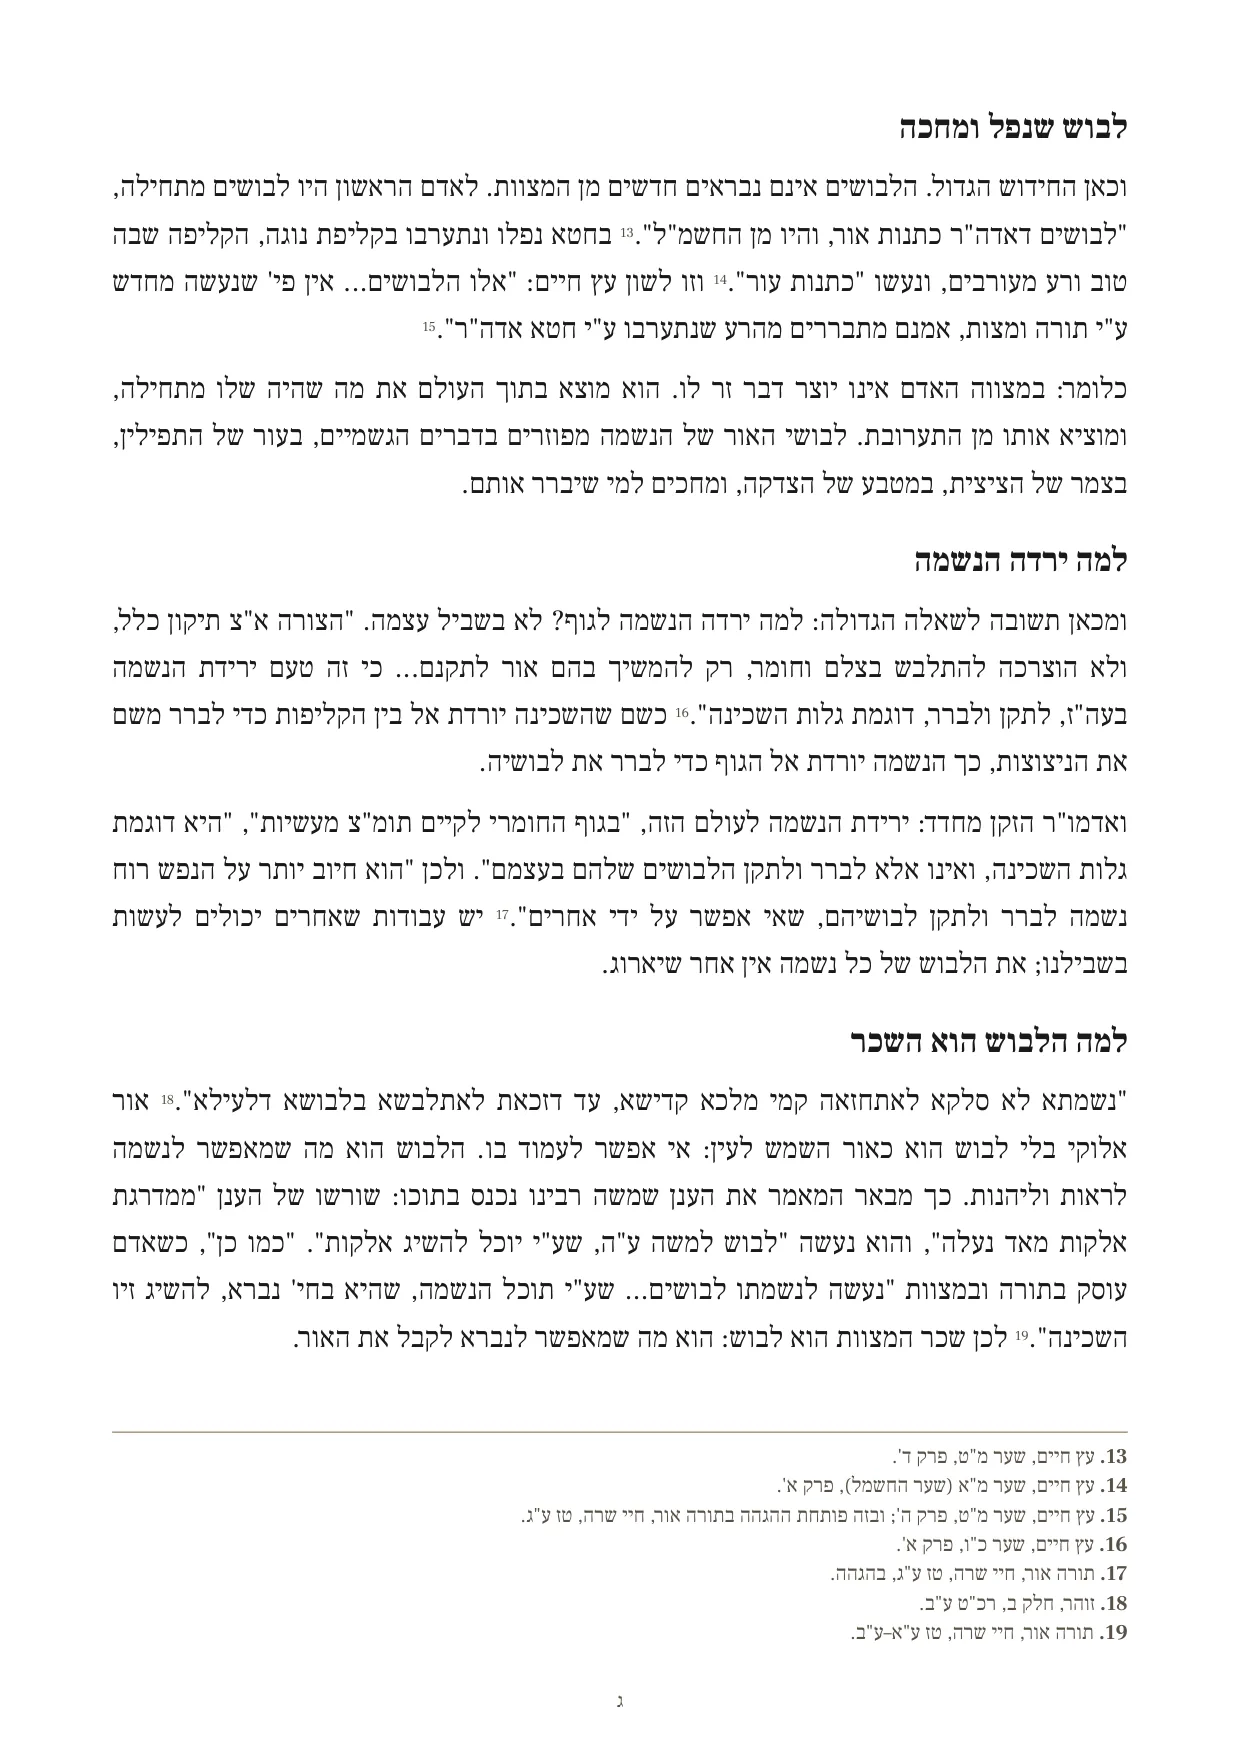 לבוש שנפל ומחכה
וכאן החידוש הגדול. הלבושים אינם נבראים חדשים מן המצוות. לאדם הראשון היו לבושים מתחילה,
"לבושים דאדה"ר כתנות אור, והיו מן החשמ"ל".13 בחטא נפלו ונתערבו בקליפת נוגה, הקליפה שבה
טוב ורע מעורבים, ונעשו "כתנות עור".14 וזו לשון עץ חיים: "אלו הלבושים... אין פי' שנעשה מחדש
ע"י תורה ומצות, אמנם מתבררים מהרע שנתערבו ע"י חטא אדה"ר".15
כלומר: במצווה האדם אינו יוצר דבר זר לו. הוא מוצא בתוך העולם את מה שהיה שלו מתחילה,
ומוציא אותו מן התערובת. לבושי האור של הנשמה מפוזרים בדברים הגשמיים, בעור של התפילין,
בצמר של הציצית, במטבע של הצדקה, ומחכים למי שיברר אותם.
למה ירדה הנשמה
ומכאן תשובה לשאלה הגדולה: למה ירדה הנשמה לגוף? לא בשביל עצמה. "הצורה א"צ תיקון כלל,
ולא הוצרכה להתלבש בצלם וחומר, רק להמשיך בהם אור לתקנם... כי זה טעם ירידת הנשמה
בעה"ז, לתקן ולברר, דוגמת גלות השכינה".16 כשם שהשכינה יורדת אל בין הקליפות כדי לברר משם
את הניצוצות, כך הנשמה יורדת אל הגוף כדי לברר את לבושיה.
ואדמו"ר הזקן מחדד: ירידת הנשמה לעולם הזה, "בגוף החומרי לקיים תומ"צ מעשיות", "היא דוגמת
גלות השכינה, ואינו אלא לברר ולתקן הלבושים שלהם בעצמם". ולכן "הוא חיוב יותר על הנפש רוח
נשמה לברר ולתקן לבושיהם, שאי אפשר על ידי אחרים".17 יש עבודות שאחרים יכולים לעשות
בשבילנו; את הלבוש של כל נשמה אין אחר שיארוג.
למה הלבוש הוא השכר
"נשמתא לא סלקא לאתחזאה קמי מלכא קדישא, עד דזכאת לאתלבשא בלבושא דלעילא".18 אור
אלוקי בלי לבוש הוא כאור השמש לעין: אי אפשר לעמוד בו. הלבוש הוא מה שמאפשר לנשמה
לראות וליהנות. כך מבאר המאמר את הענן שמשה רבינו נכנס בתוכו: שורשו של הענן "ממדרגת
אלקות מאד נעלה", והוא נעשה "לבוש למשה ע"ה, שע"י יוכל להשיג אלקות". "כמו כן", כשאדם
עוסק בתורה ובמצוות "נעשה לנשמתו לבושים... שע"י תוכל הנשמה, שהיא בחי' נברא, להשיג זיו
השכינה".19 לכן שכר המצוות הוא לבוש: הוא מה שמאפשר לנברא לקבל את האור.
13. עץ חיים, שער מ"ט, פרק ד'.
14. עץ חיים, שער מ"א (שער החשמל), פרק א'.
15. עץ חיים, שער מ"ט, פרק ה'; ובזה פותחת ההגהה בתורה אור, חיי שרה, טז ע"ג.
16. עץ חיים, שער כ"ו, פרק א'.
17. תורה אור, חיי שרה, טז ע"ג, בהגהה.
18. זוהר, חלק ב, רכ"ט ע"ב.
19. תורה אור, חיי שרה, טז ע"א–ע"ב.
ג